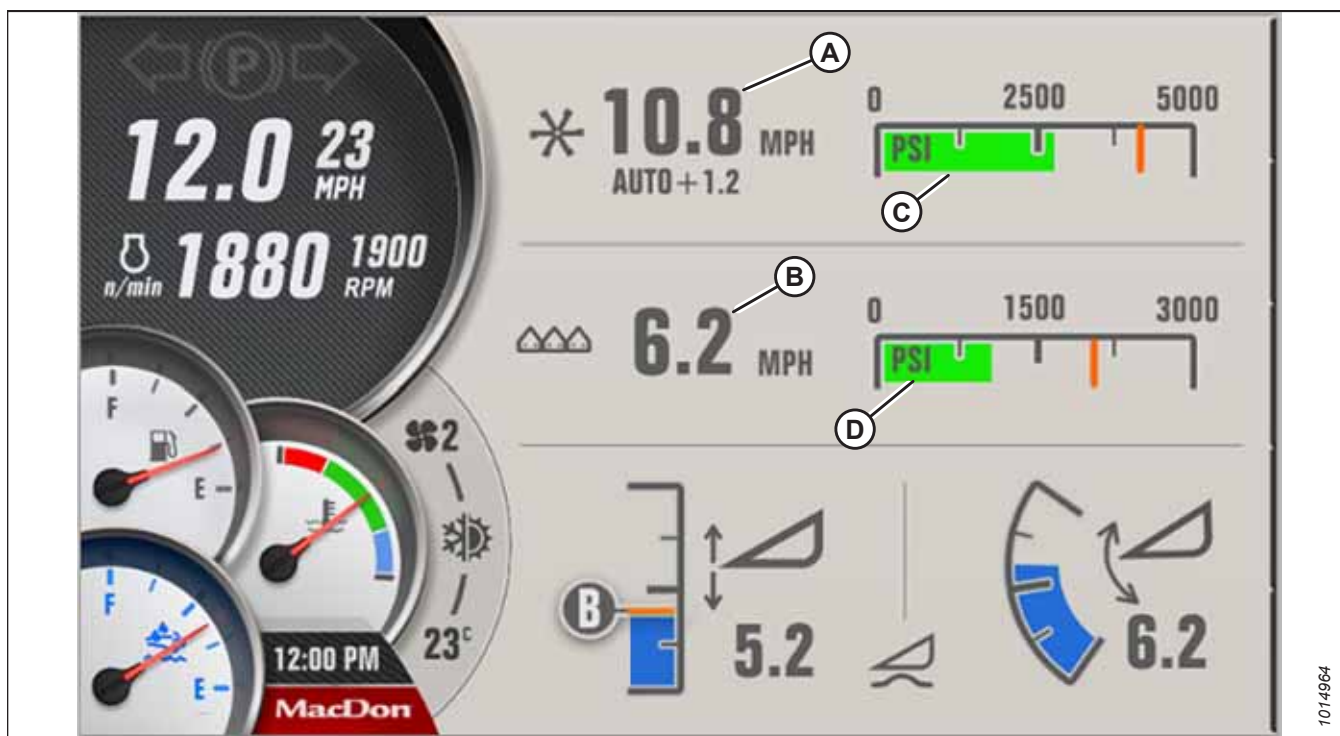 P
12.0 23 MPH
n/min 1880 1900 RPM
F
E
F
E
2
23°C
12:00 PM
MacDon
A
10.8 MPH
AUTO+1.2
0 2500 5000
PSI
C
B
6.2 MPH
0 1500 3000
PSI
D
B
5.2
6.2
1014964